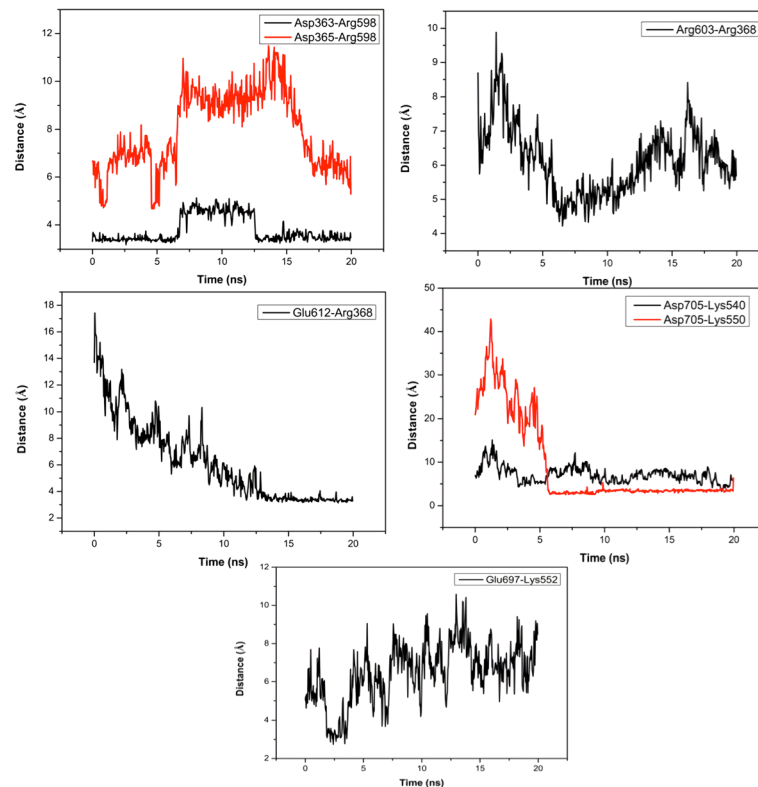 Asp363-Arg598
Asp365-Arg598
12
10
8
6
4
Distance (Å)
0 5 10 15 20
Time (ns)
Arg603-Arg368
10
9
8
7
6
5
4
Distance (Å)
0 5 10 15 20
Time (ns)
Glu612-Arg368
18
16
14
12
10
8
6
4
2
Distance (Å)
0 5 10 15 20
Time (ns)
Asp705-Lys540
Asp705-Lys550
50
40
30
20
10
0
Distance (Å)
0 5 10 15 20
Time (ns)
Glu697-Lys552
12
10
8
6
4
2
Distance (Å)
0 5 10 15 20
Time (ns)